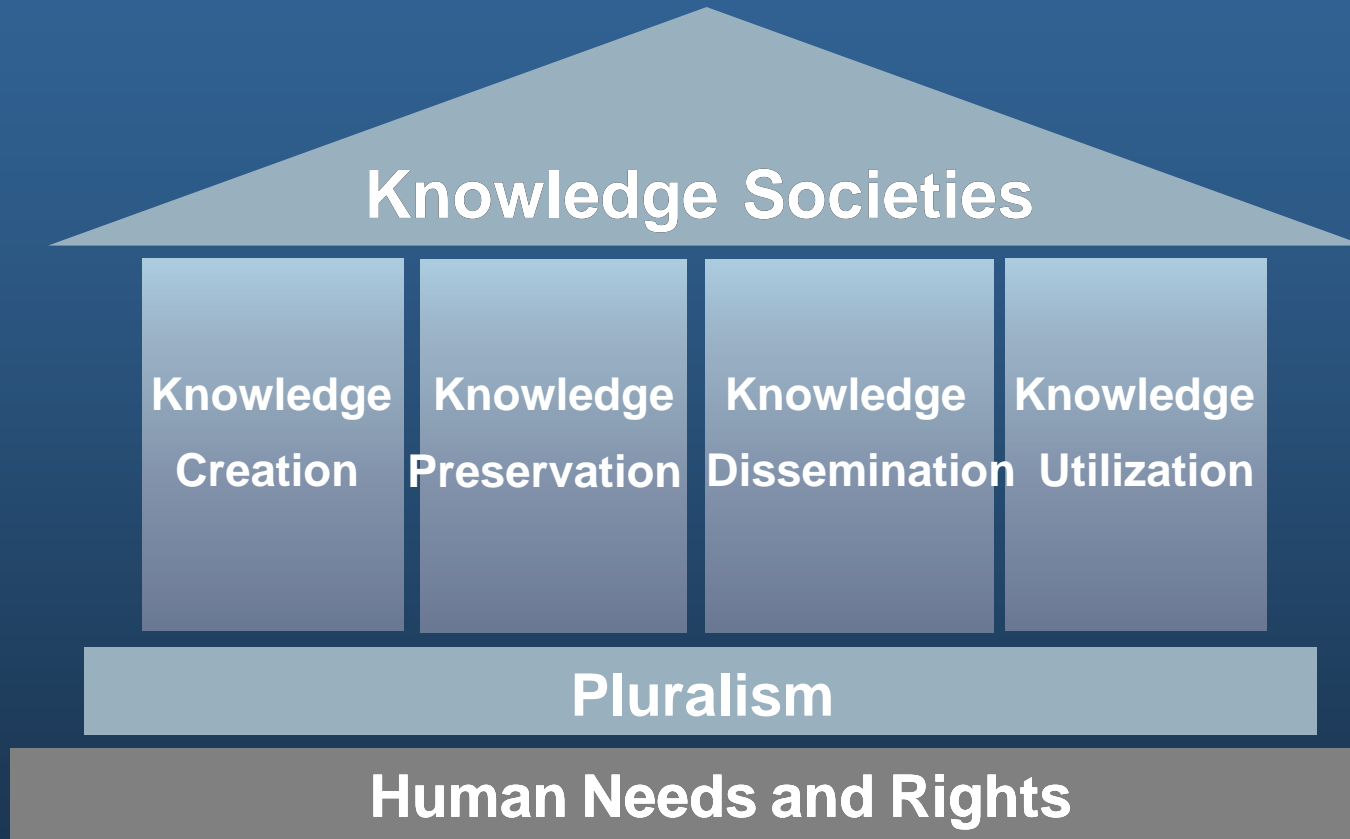 Knowledge Societies
Knowledge
Creation
Knowledge
Preservation
Knowledge
Dissemination
Knowledge
Utilization
Pluralism
Human Needs and Rights